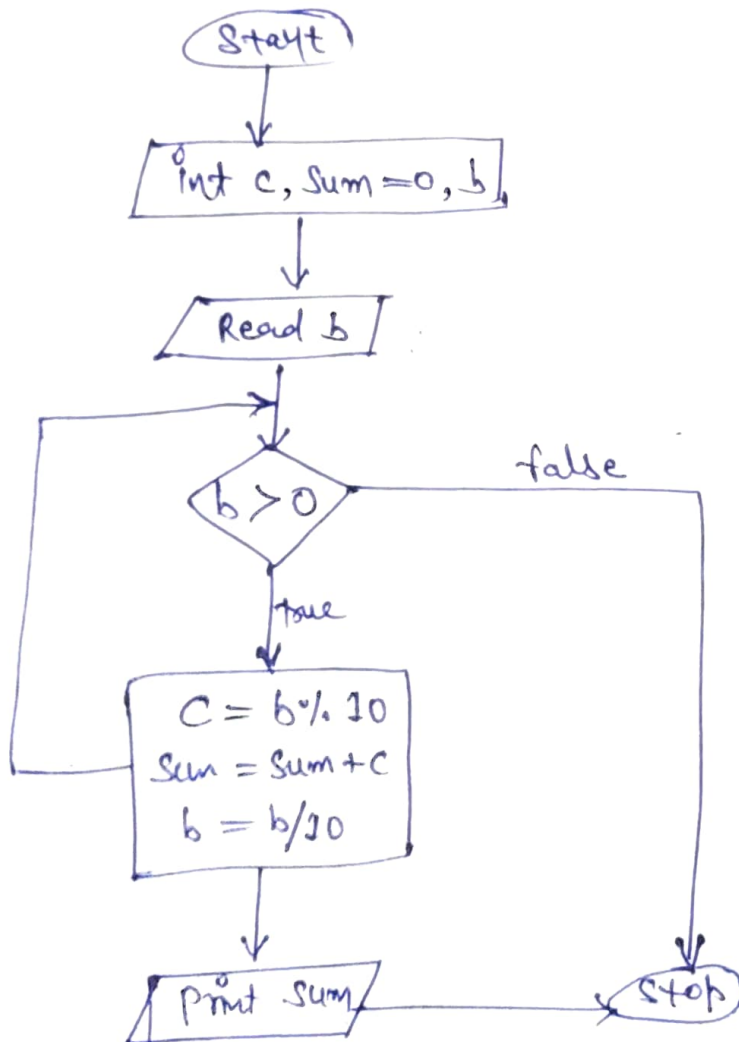 Start
int c, sum=0, b
Read b
b > 0
false
true
C = b % 10
Sum = Sum + C
b = b/10
Print Sum
Stop